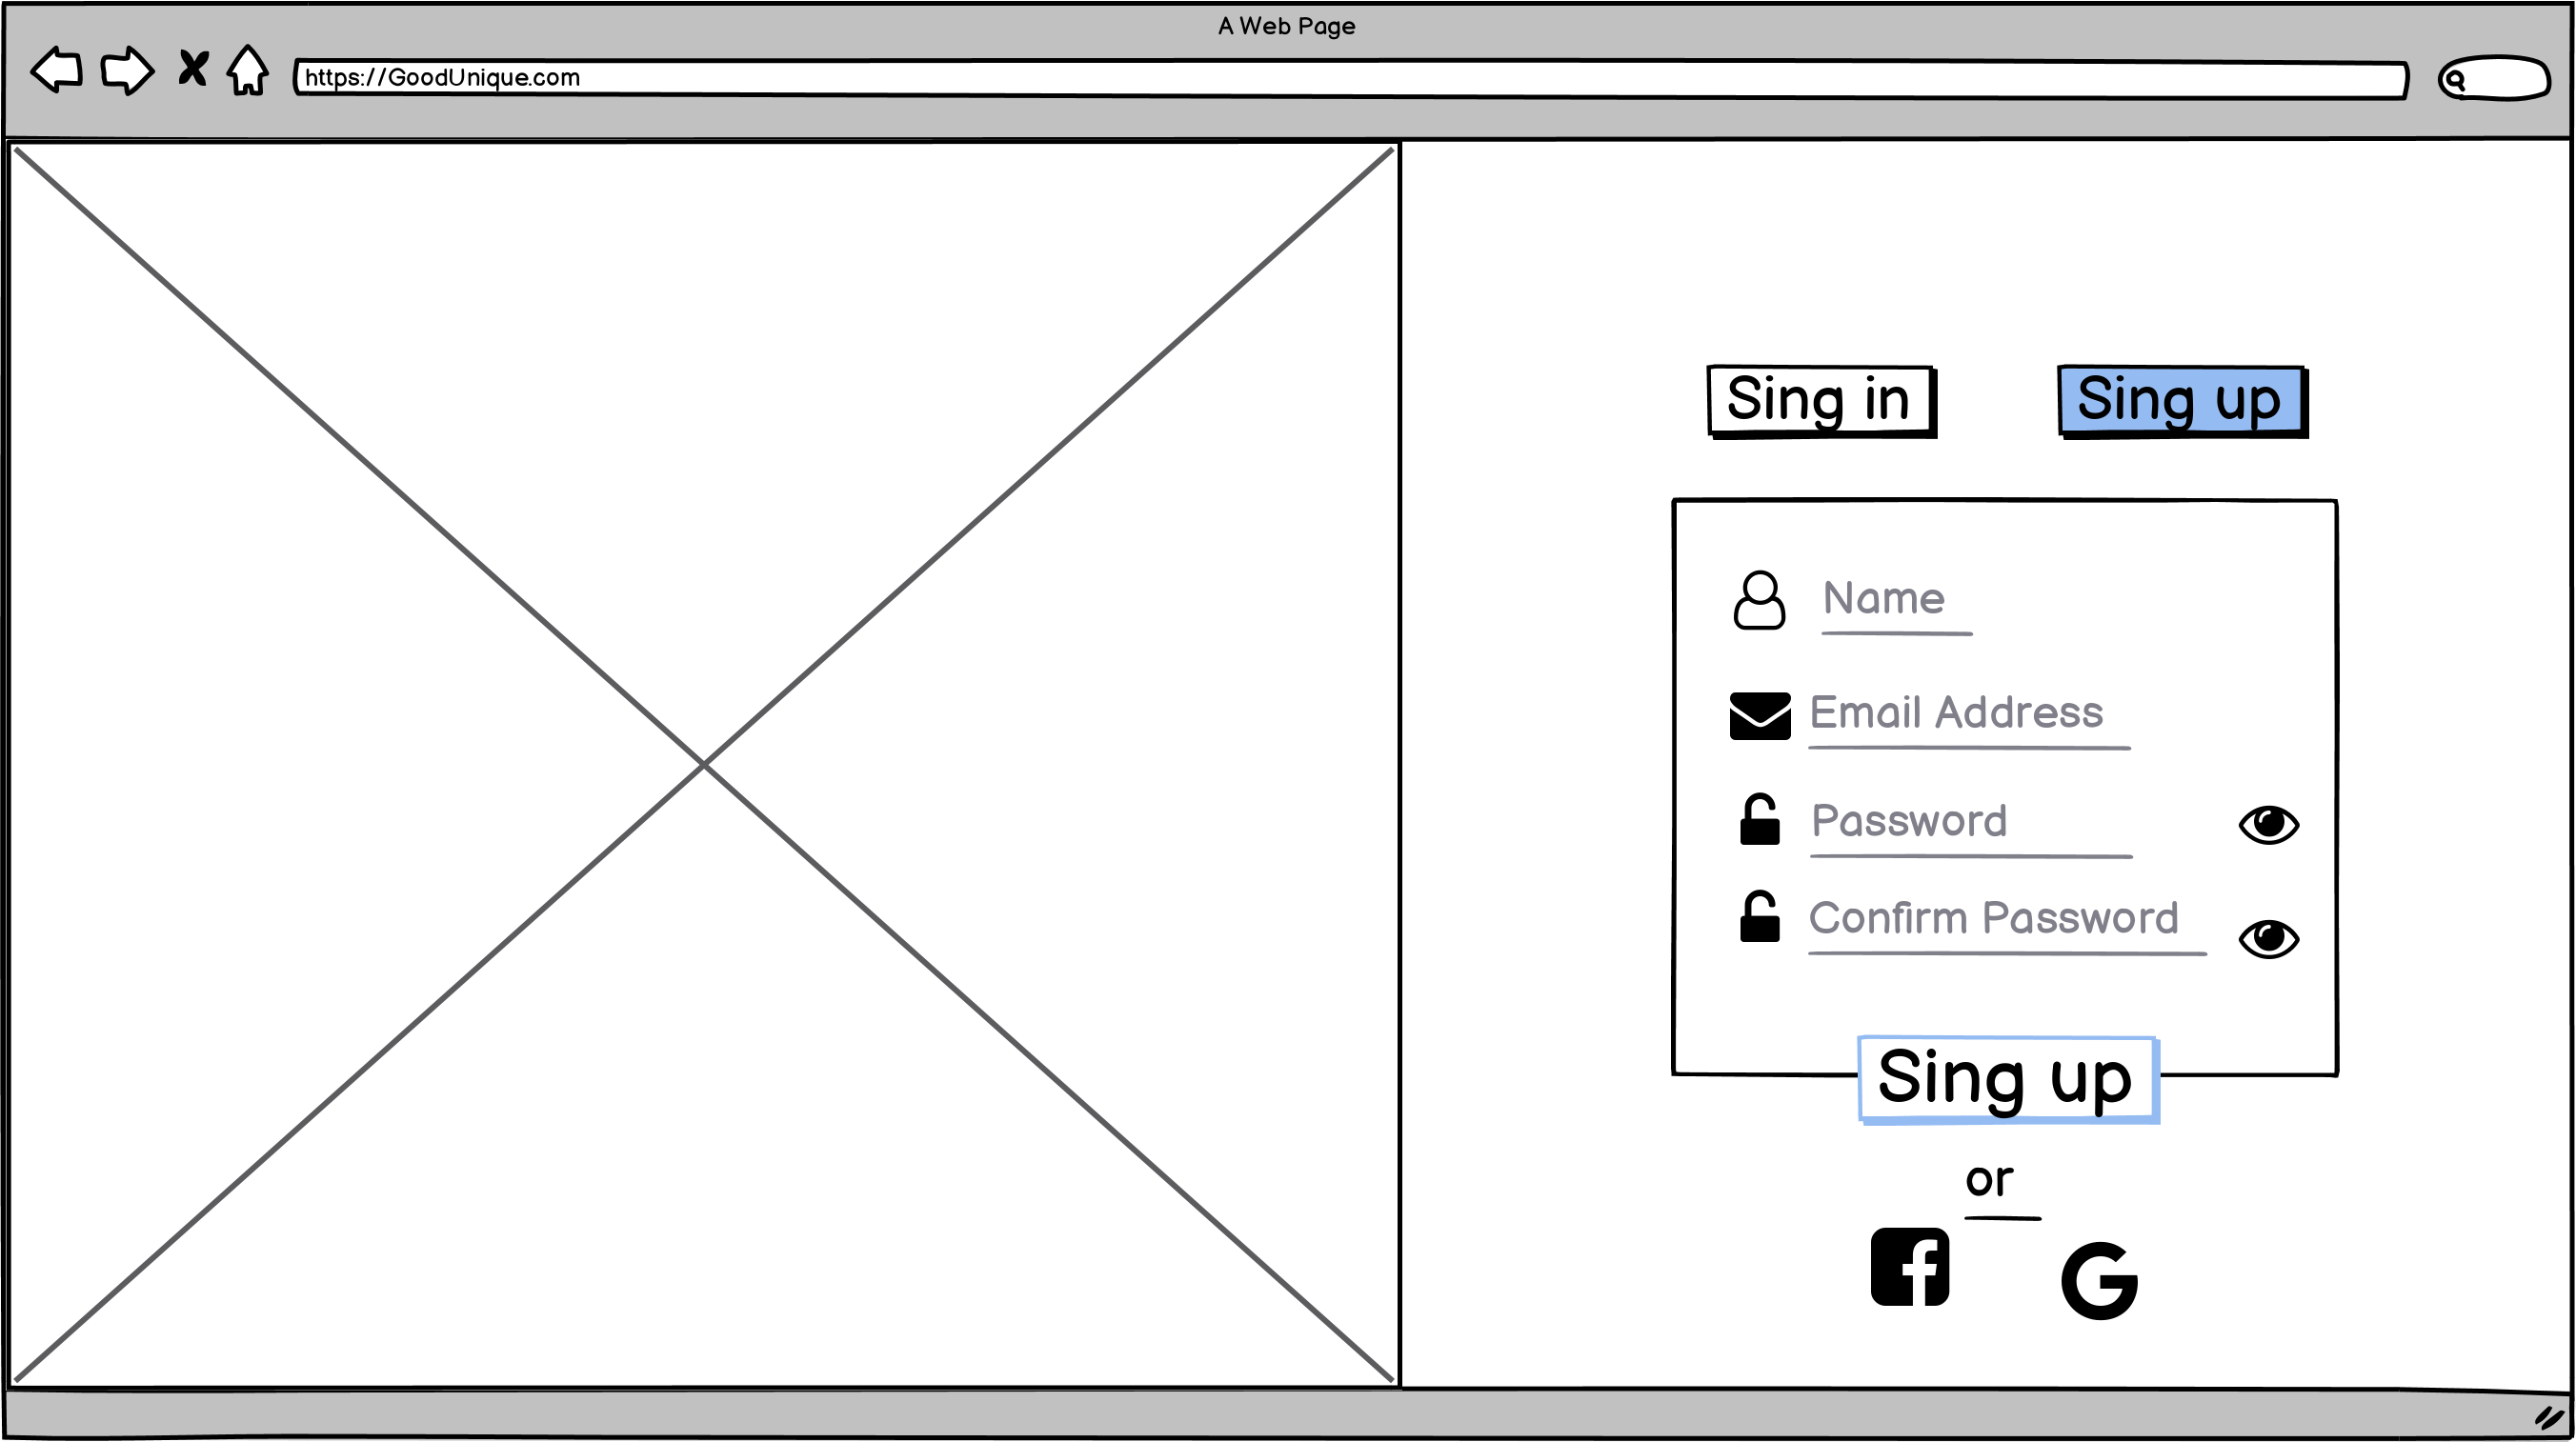 A Web Page
https://GoodUnique.com
Sing in
Sing up
Name
Email Address
Password
Confirm Password
Sing up
or